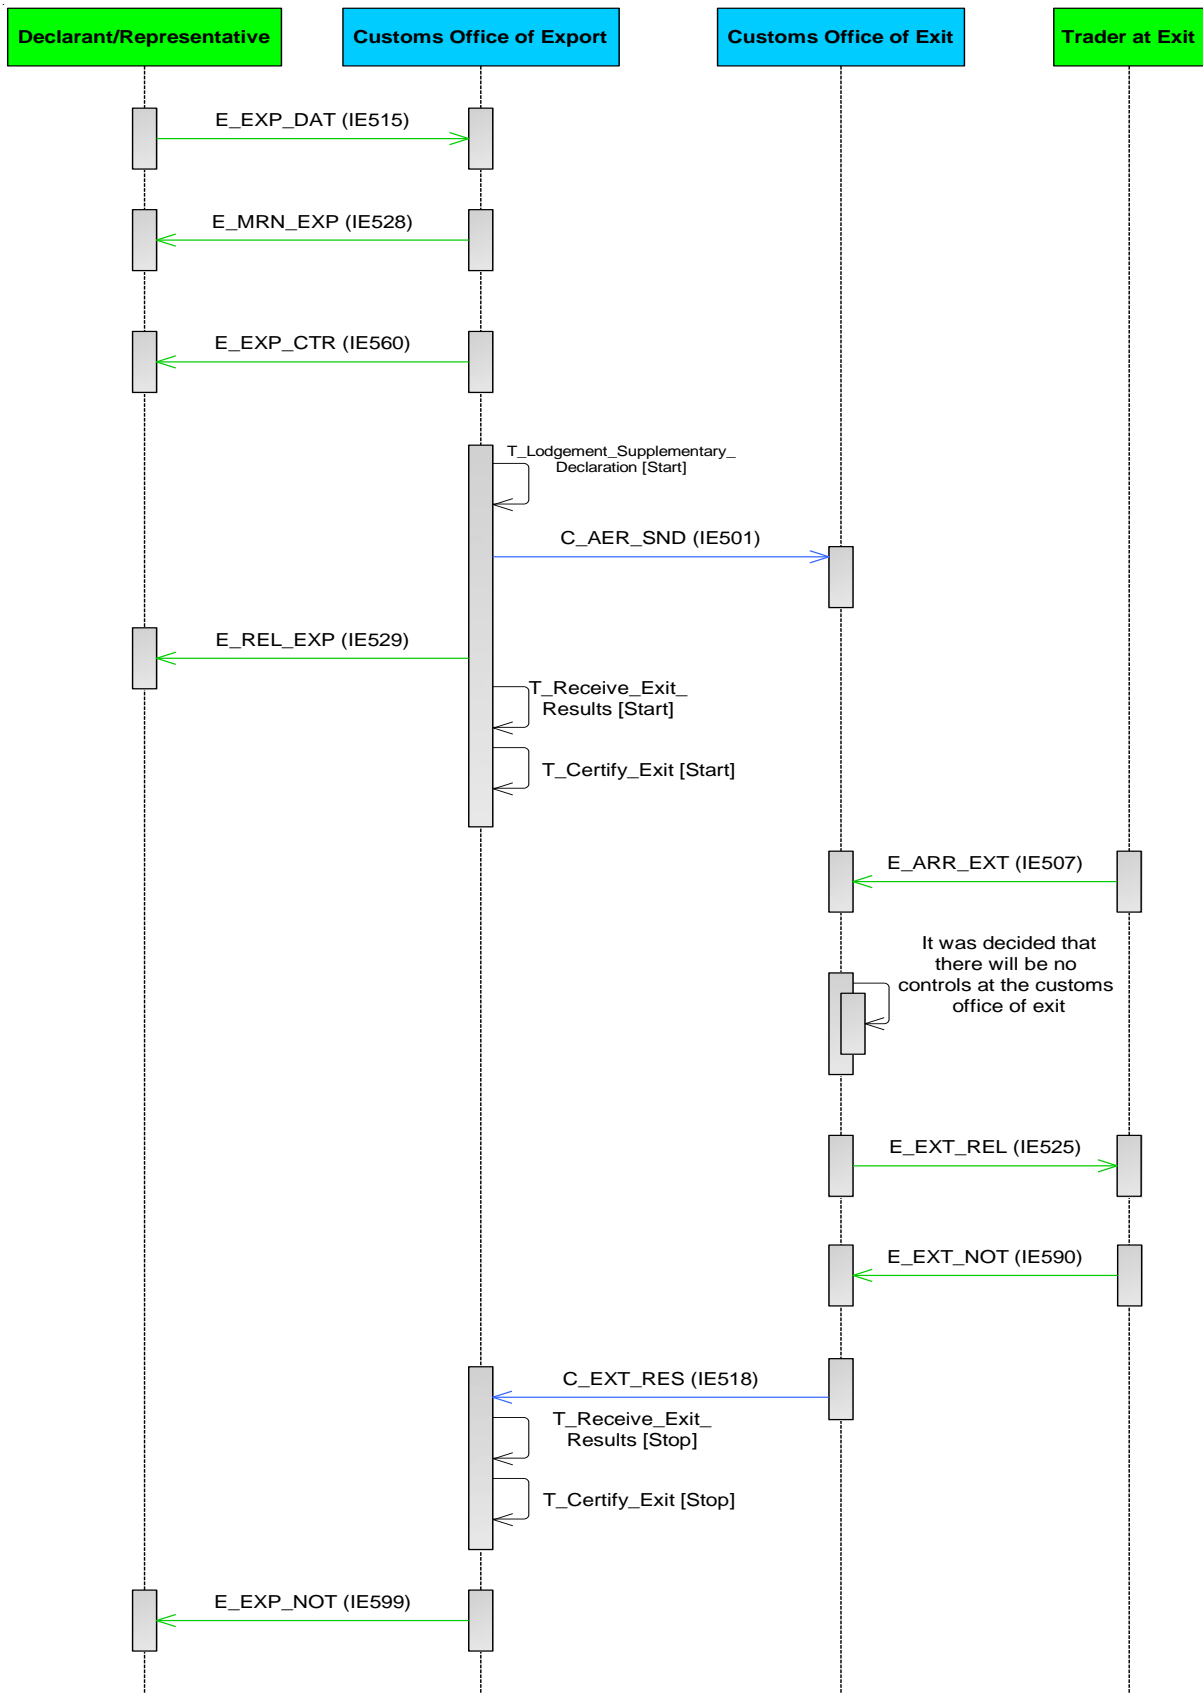 Declarant/Representative
Customs Office of Export
Customs Office of Exit
Trader at Exit
E_EXP_DAT (IE515)
E_MRN_EXP (IE528)
E_EXP_CTR (IE560)
T_Lodgement_Supplementary_
Declaration [Start]
C_AER_SND (IE501)
E_REL_EXP (IE529)
T_Receive_Exit_
Results [Start]
T_Certify_Exit [Start]
E_ARR_EXT (IE507)
It was decided that
there will be no
controls at the customs
office of exit
E_EXT_REL (IE525)
E_EXT_NOT (IE590)
C_EXT_RES (IE518)
T_Receive_Exit_
Results [Stop]
T_Certify_Exit [Stop]
E_EXP_NOT (IE599)